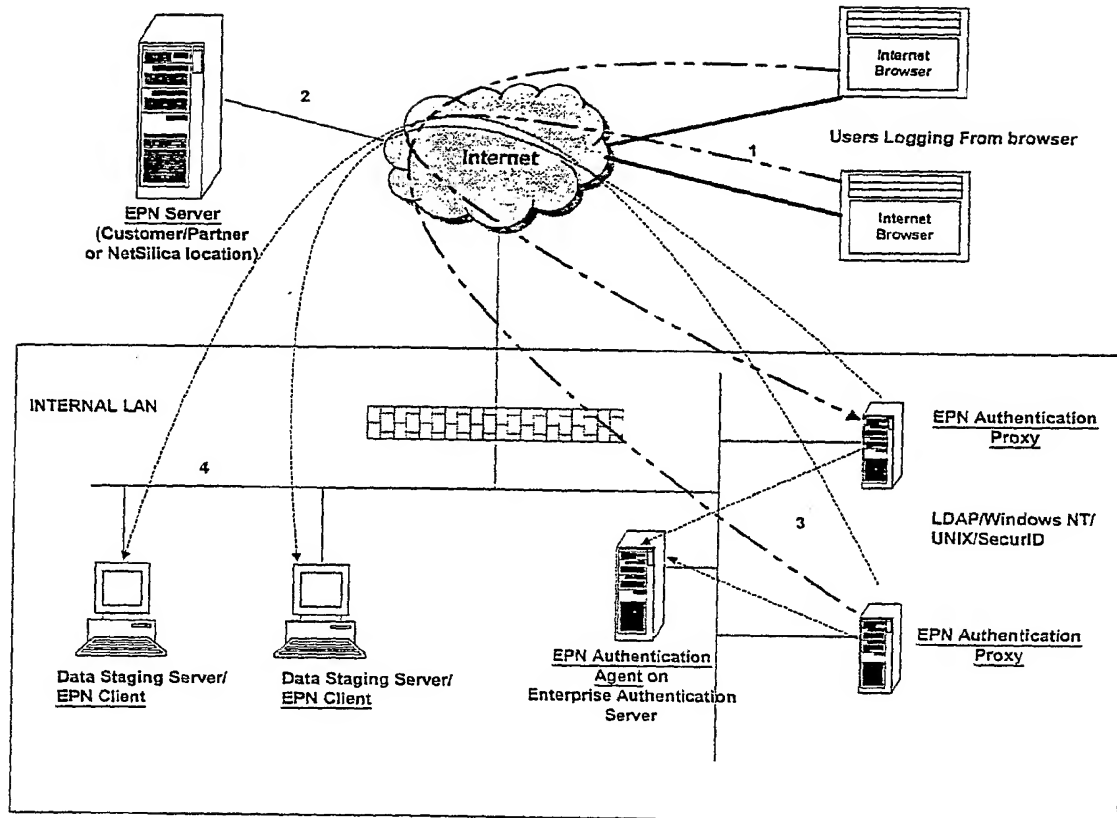 Internet
Browser
2
Users Logging From browser
1
Internet
EPN Server
(Customer/Partner
or NetSilica location)
Internet
Browser
INTERNAL LAN
EPN Authentication
Proxy
4
3
LDAP/Windows NT/
UNIX/SecurID
EPN Authentication
Proxy
Data Staging Server/
EPN Client
Data Staging Server/
EPN Client
EPN Authentication
Agent on
Enterprise Authentication
Server